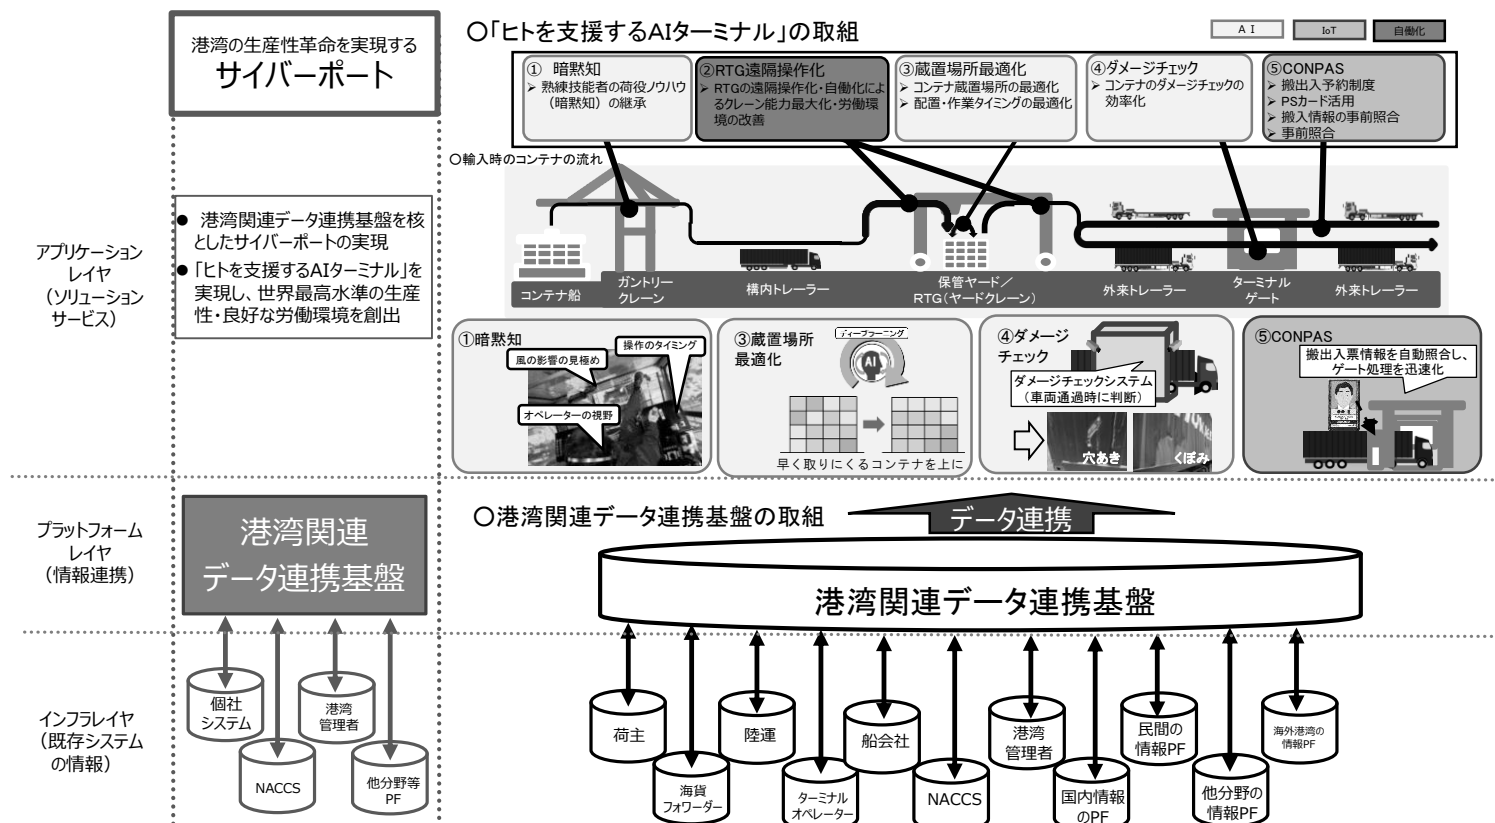 港湾の生産性革命を実現する
サイバーポート
アプリケーション
レイヤ
（ソリューション
サービス）
● 港湾関連データ連携基盤を核
としたサイバーポートの実現
● 「ヒトを支援するAIターミナル」を
実現し、世界最高水準の生産
性・良好な労働環境を創出
〇「ヒトを支援するAIターミナル」の取組
ＡＩ
IoT
自働化
① 暗黙知
➢ 熟練技能者の荷役ノウハウ
（暗黙知）の継承
②RTG遠隔操作化
➢ RTGの遠隔操作化・自働化によ
るクレーン能力最大化・労働環
境の改善
③蔵置場所最適化
➢ コンテナ蔵置場所の最適化
➢ 配置・作業タイミングの最適化
④ダメージチェック
➢ コンテナのダメージチェックの
効率化
⑤CONPAS
➢ 搬出入予約制度
➢ PSカード活用
➢ 搬入情報の事前照合
➢ 事前照合
〇輸入時のコンテナの流れ
コンテナ船
ガントリー
クレーン
構内トレーラー
保管ヤード／
RTG（ヤードクレーン）
外来トレーラー
ターミナル
ゲート
外来トレーラー
①暗黙知
操作のタイミング
風の影響の見極め
オペレーターの視野
③蔵置場所
最適化
ディープラーニング
AI
早く取りにくるコンテナを上に
④ダメージ
チェック
ダメージチェックシステム
（車両通過時に判断）
穴あき
くぼみ
⑤CONPAS
搬出入票情報を自動照合し、
ゲート処理を迅速化
プラットフォーム
レイヤ
（情報連携）
港湾関連
データ連携基盤
〇港湾関連データ連携基盤の取組
データ連携
港湾関連データ連携基盤
インフラレイヤ
（既存システム
の情報）
個社
システム
NACCS
港湾
管理者
他分野等
PF
荷主
海貨
フォワーダー
陸運
ターミナル
オペレーター
船会社
NACCS
港湾
管理者
国内情報
のPF
民間の
情報PF
他分野の
情報PF
海外港湾の
情報PF